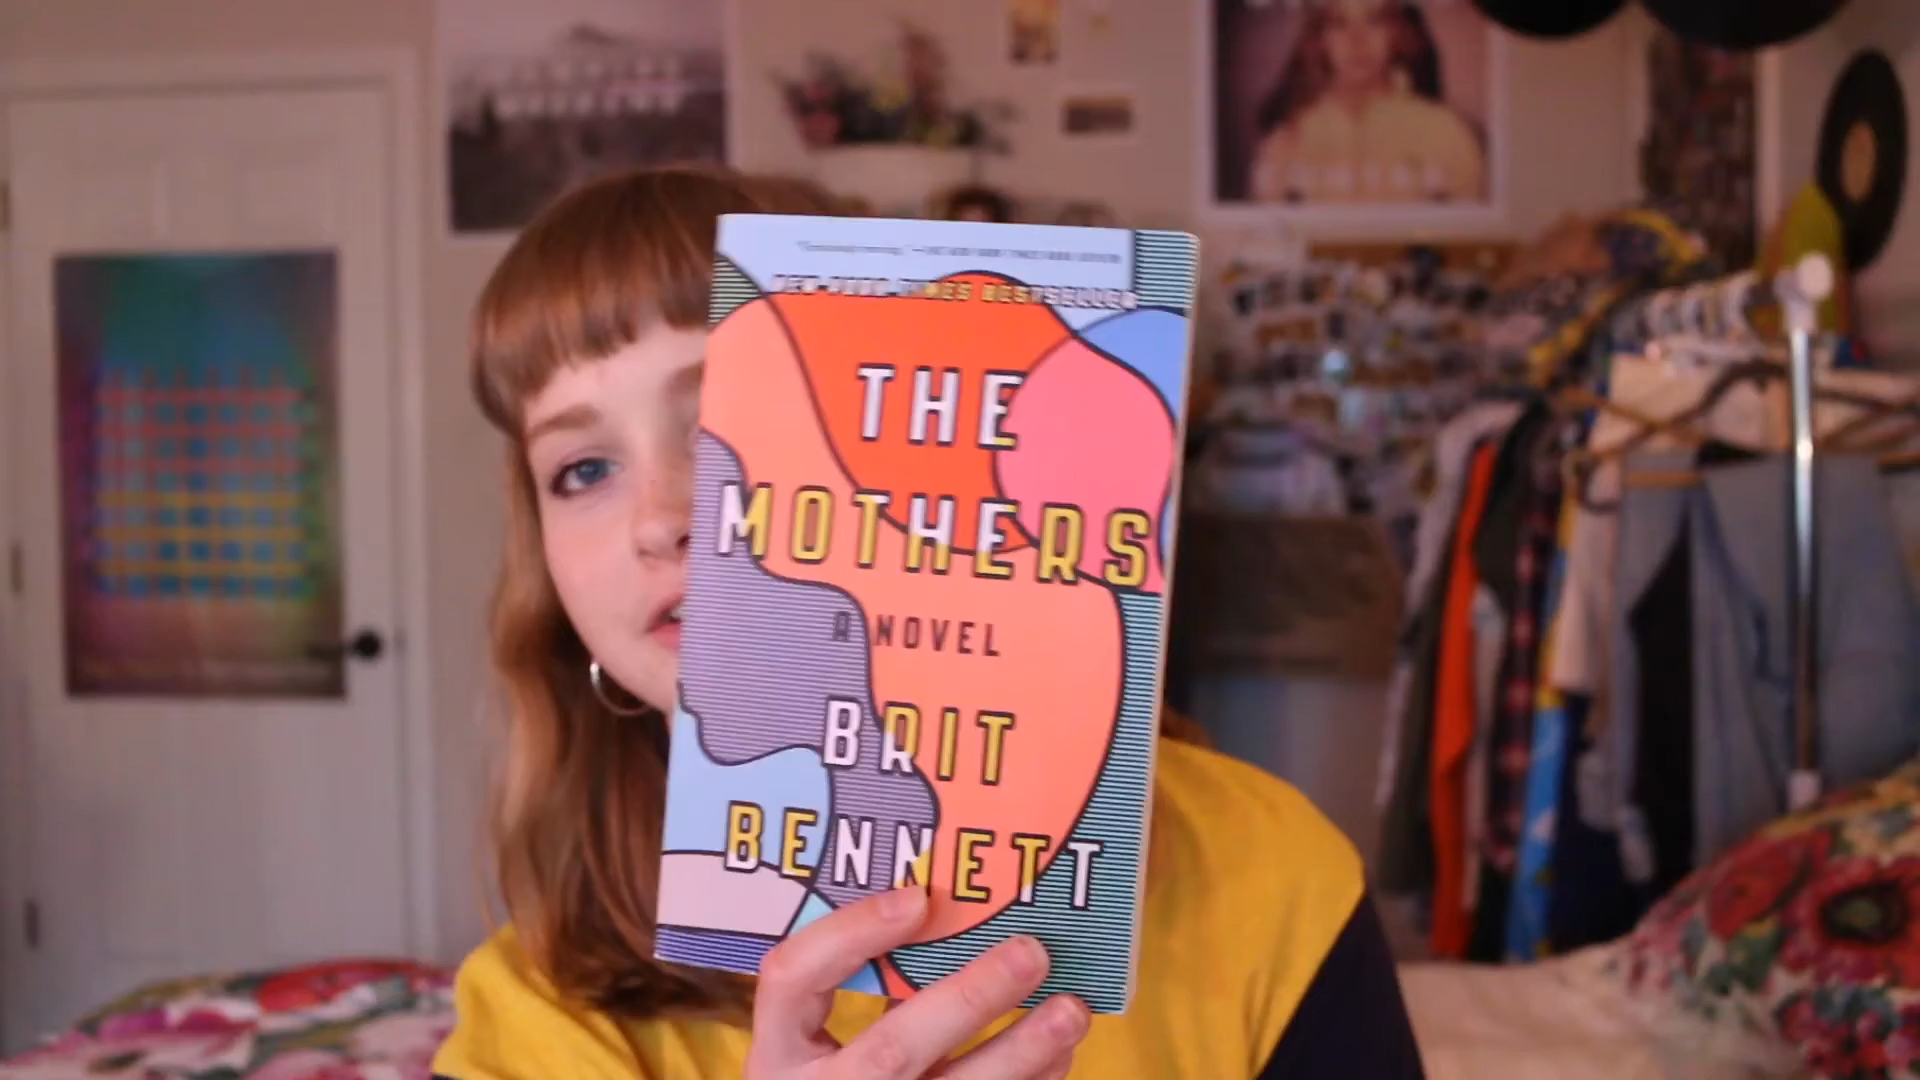 NEW YORK TIMES BESTSELLER
THE
MOTHERS
A NOVEL
BRIT
BENNETT